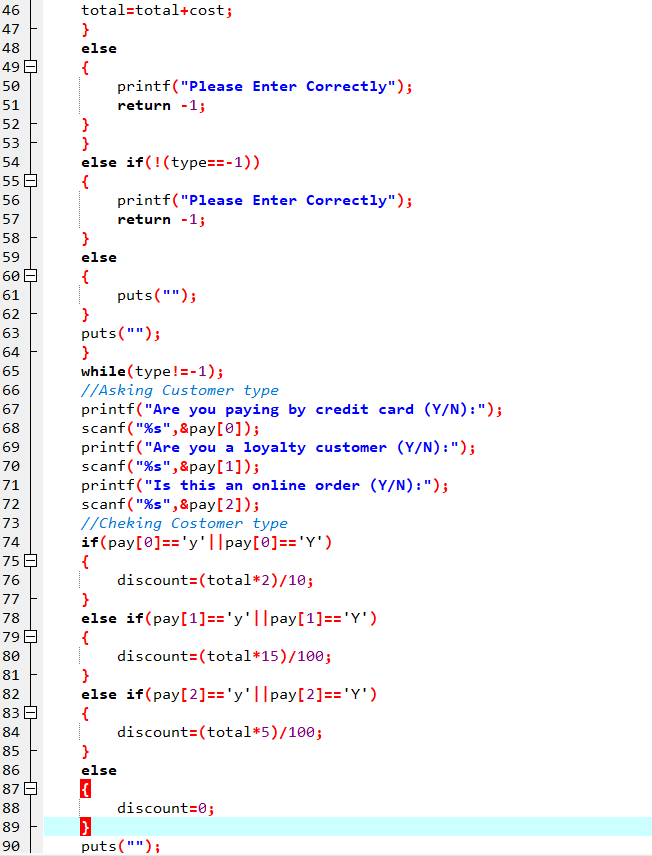 46 total=total+cost;
47 }
48 else
49 {
50 printf("Please Enter Correctly");
51 return -1;
52 }
53 }
54 else if(!(type==-1))
55 {
56 printf("Please Enter Correctly");
57 return -1;
58 }
59 else
60 {
61 puts("");
62 }
63 puts("");
64 }
65 while(type!=-1);
66 //Asking Customer type
67 printf("Are you paying by credit card (Y/N):");
68 scanf("%s",&pay[0]);
69 printf("Are you a loyalty customer (Y/N):");
70 scanf("%s",&pay[1]);
71 printf("Is this an online order (Y/N):");
72 scanf("%s",&pay[2]);
73 //Cheking Costomer type
74 if(pay[0]=='y'||pay[0]=='Y')
75 {
76 discount=(total*2)/10;
77 }
78 else if(pay[1]=='y'||pay[1]=='Y')
79 {
80 discount=(total*15)/100;
81 }
82 else if(pay[2]=='y'||pay[2]=='Y')
83 {
84 discount=(total*5)/100;
85 }
86 else
87 {
88 discount=0;
89 }
90 puts("");